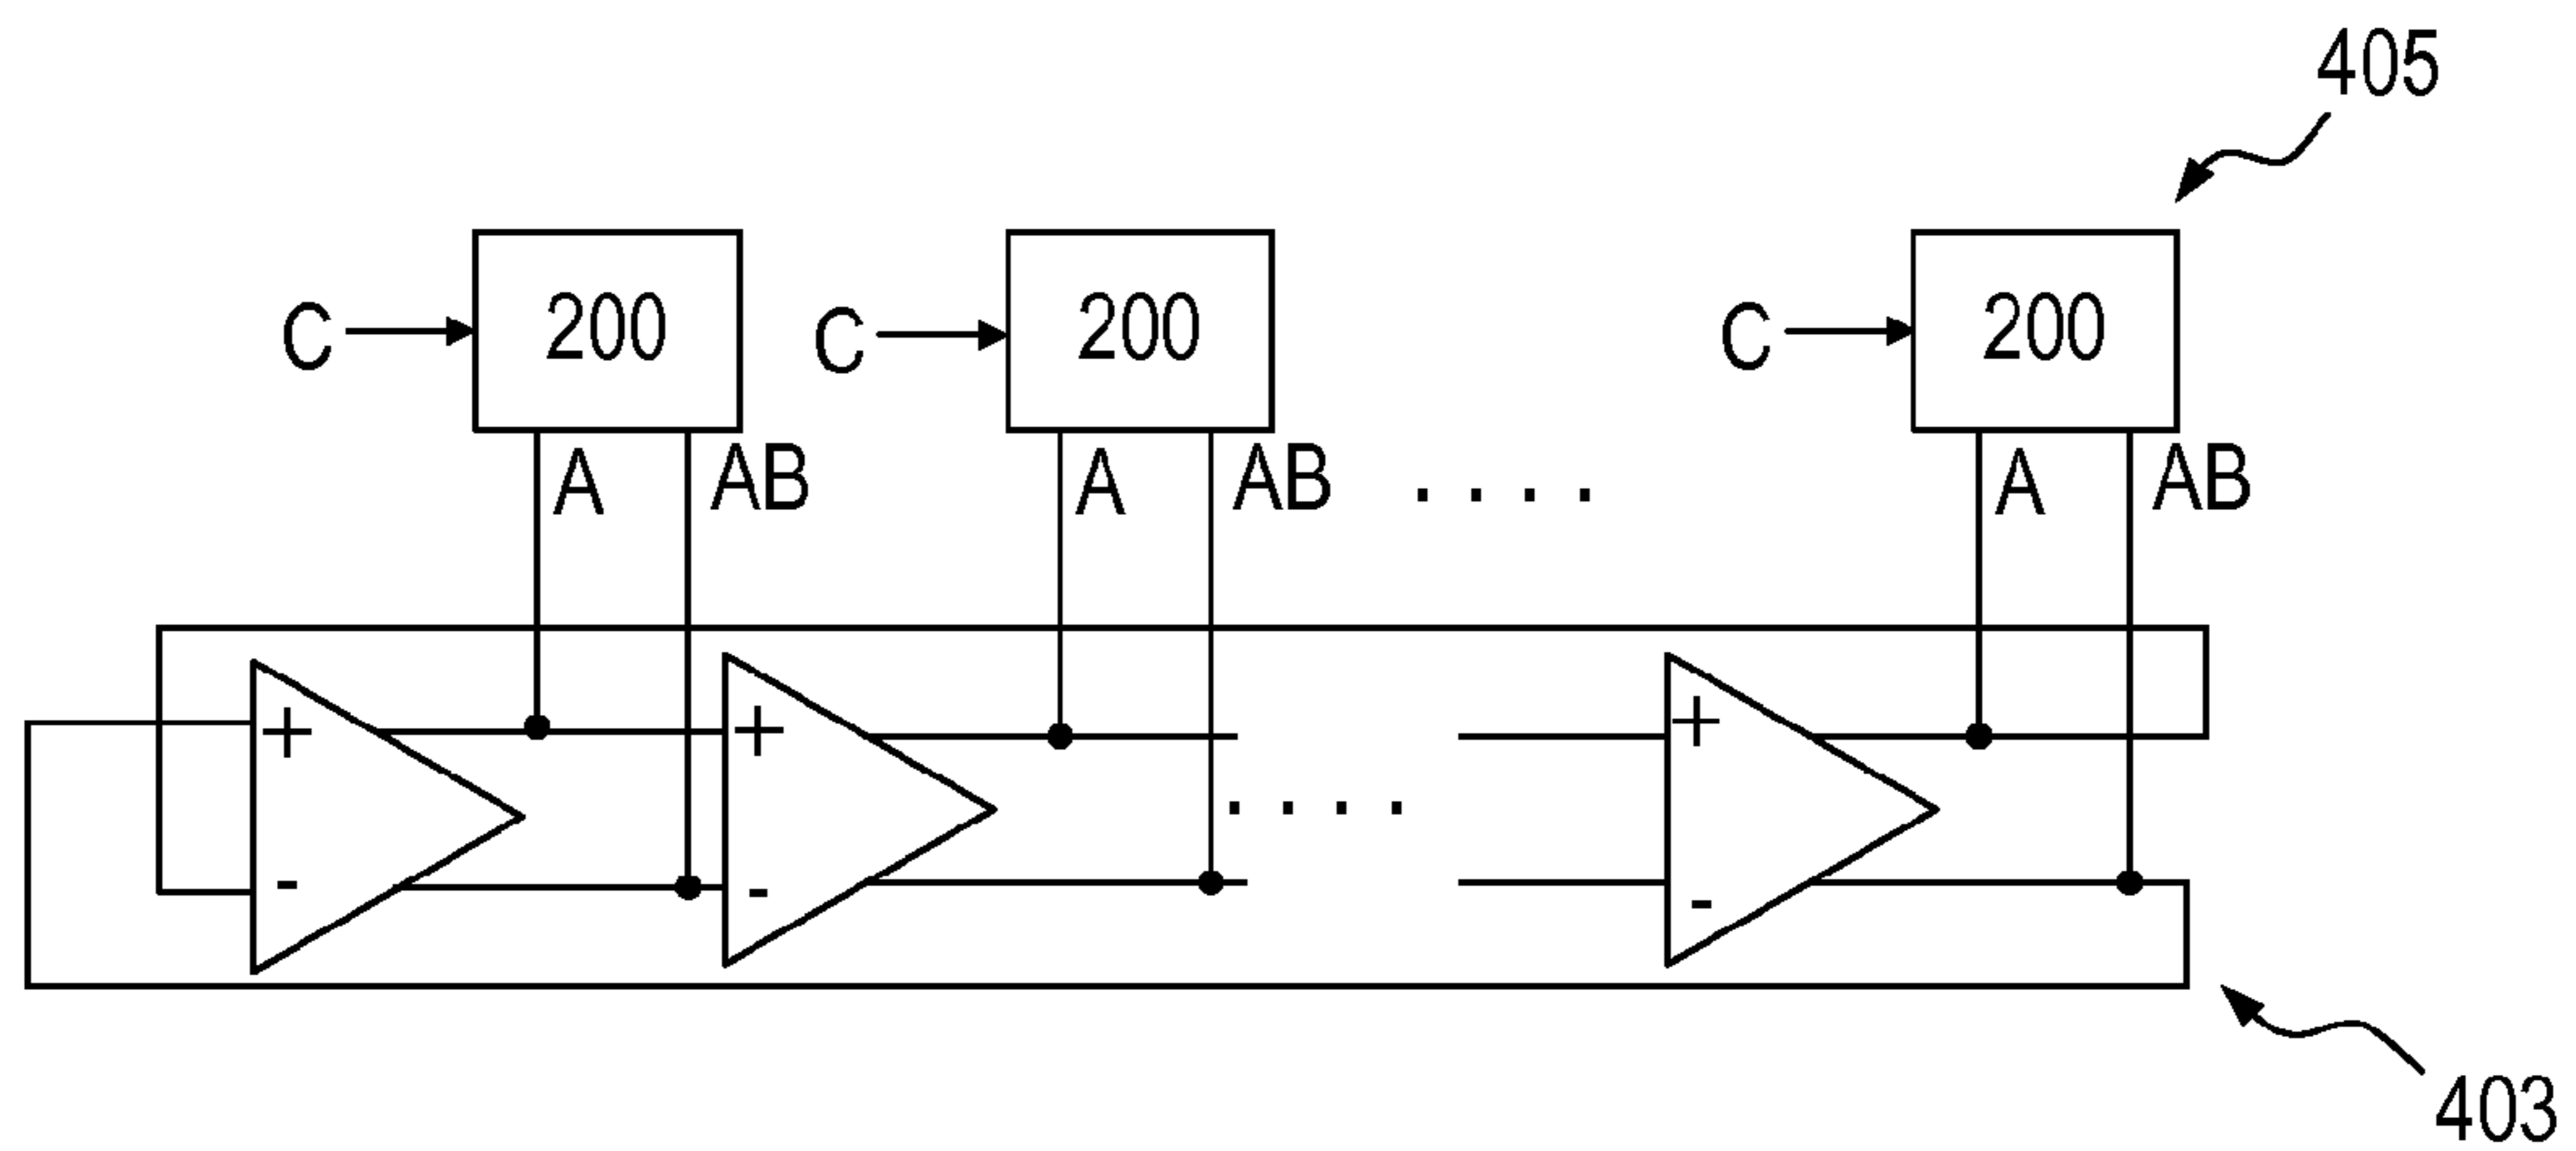 405
C 200 C 200 C 200
A AB A AB . . . . A AB
+ + +
. . . .
- - -
403